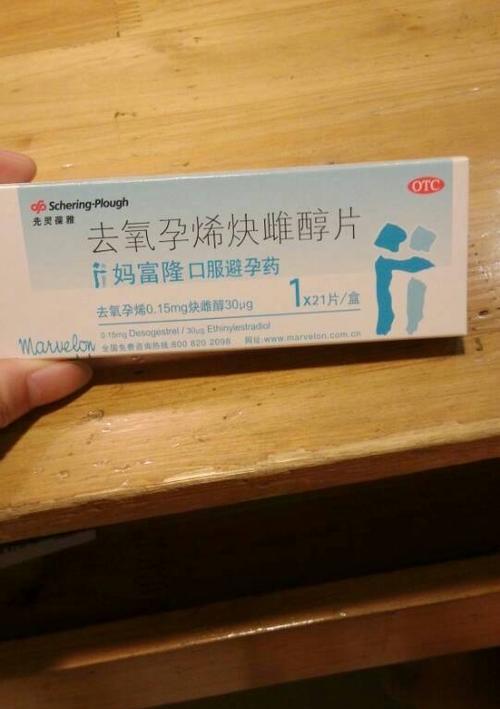 Schering-Plough
先灵葆雅
OTC
去氧孕烯炔雌醇片
妈富隆口服避孕药
去氧孕烯0.15mg炔雌醇30μg
1x21片/盒
0.15mg Desogestrel / 30μg Ethinylestradiol
Marvelon
全国免费咨询热线:800 820 2098 网址:www.marvelon.com.cn